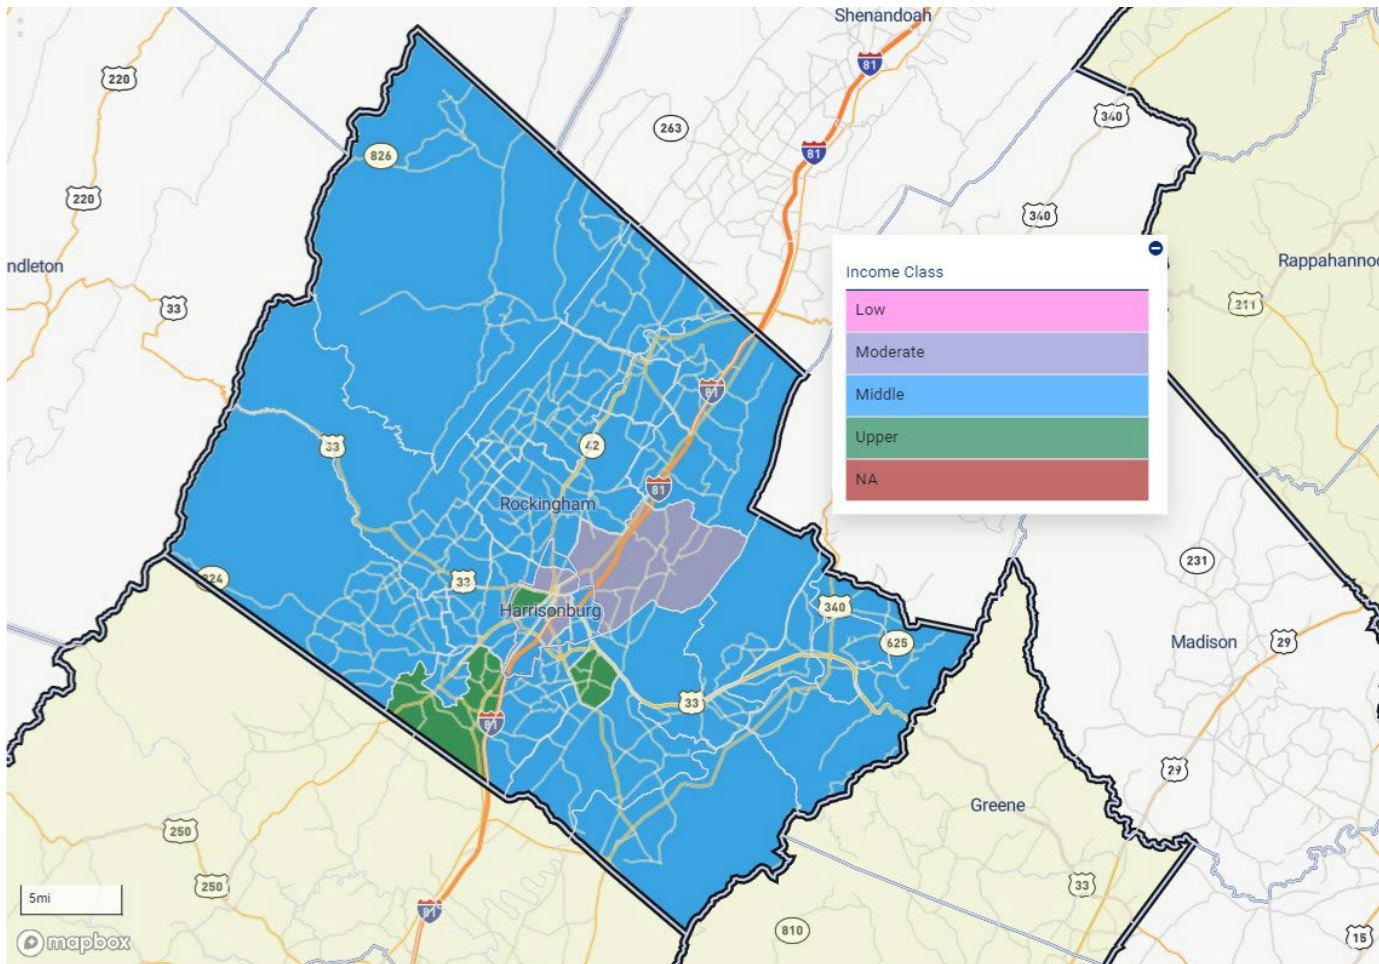 Shenandoah
81
220
340
263
826
81
220
340
ndleton
Rappahannoc
Income Class
33
211
Low
Moderate
81
Middle
33
42
Upper
81
NA
Rockingham
231
33
Harrisonburg
340
625
Madison
29
33
81
29
Greene
250
250
33
5mi
81
810
15
mapbox